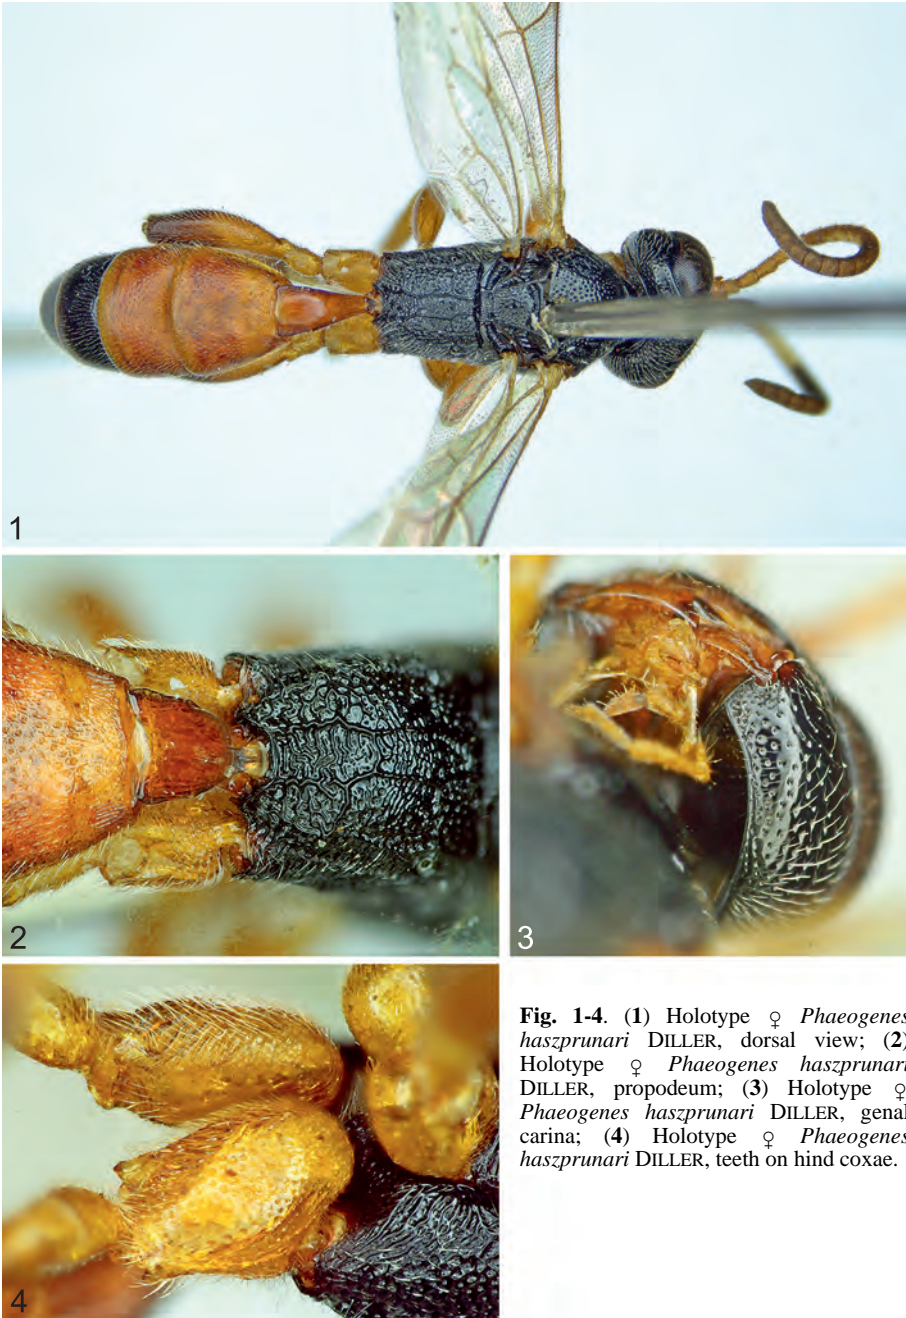 1
2
3
4
Fig. 1-4. (1) Holotype ♀ Phaeogenes
haszprunari DILLER, dorsal view; (2)
Holotype ♀ Phaeogenes haszprunari
DILLER, propodeum; (3) Holotype ♀
Phaeogenes haszprunari DILLER, genal
carina; (4) Holotype ♀ Phaeogenes
haszprunari DILLER, teeth on hind coxae.